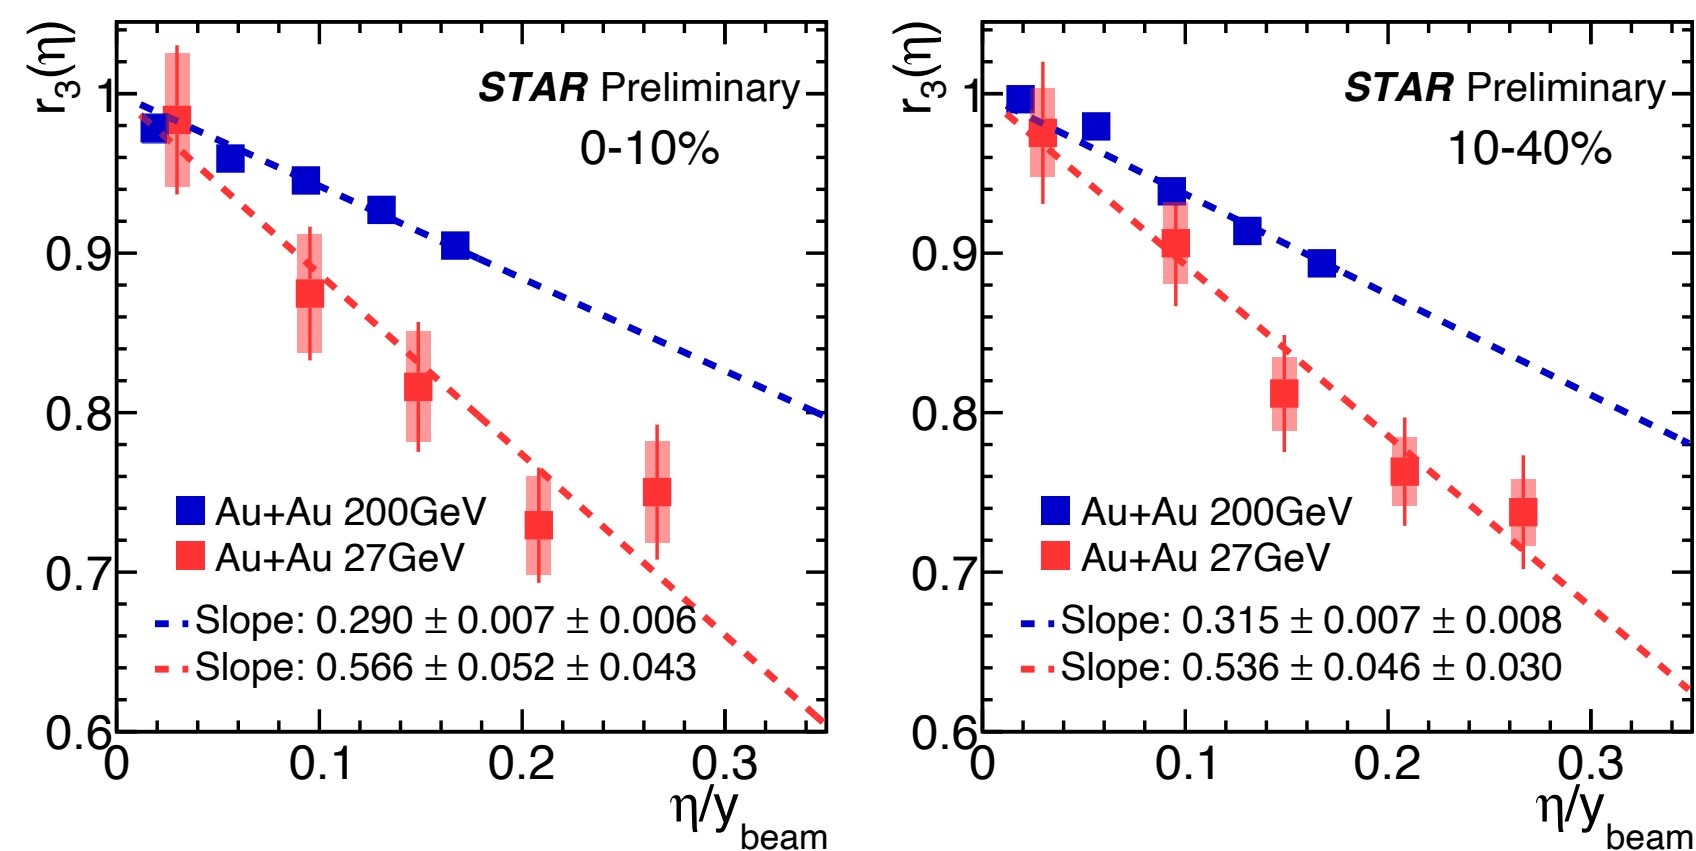 r3(η)
STAR Preliminary
0-10%
1
0.9
0.8
0.7
0.6
Au+Au 200GeV
Au+Au 27GeV
Slope: 0.290 ± 0.007 ± 0.006
Slope: 0.566 ± 0.052 ± 0.043
0 0.1 0.2 0.3
η/ybeam
r3(η)
STAR Preliminary
10-40%
1
0.9
0.8
0.7
0.6
Au+Au 200GeV
Au+Au 27GeV
Slope: 0.315 ± 0.007 ± 0.008
Slope: 0.536 ± 0.046 ± 0.030
0 0.1 0.2 0.3
η/ybeam